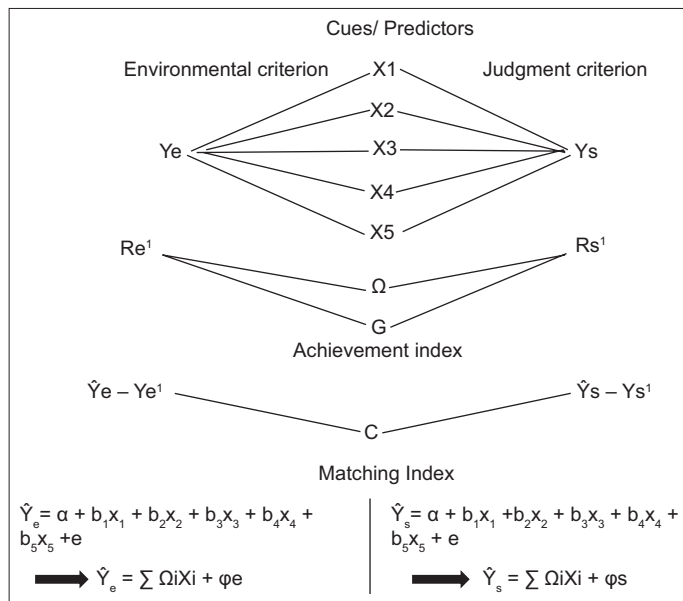 Cues/ Predictors
Environmental criterion
X1
Judgment criterion
X2
Ye
X3
Ys
X4
X5
Re¹
Rs¹
Ω
G
Achievement index
Ŷe – Ye¹
Ŷs – Ys¹
C
Matching Index
Ŷₑ= α + b₁x₁ + b₂x₂ + b₃x₃ + b₄x₄ +
b₅x₅ +e
➡ Ŷₑ = ∑ ΩiXi + φe
Ŷₛ= α + b₁x₁ +b₂x₂ + b₃x₃ + b₄x₄ +
b₅x₅ + e
➡ Ŷₛ = ∑ ΩiXi + φs